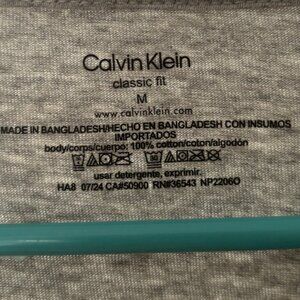 Calvin Klein
classic fit
M
www.calvinklein.com
MADE IN BANGLADESH/HECHO EN BANGLADESH CON INSUMOS
IMPORTADOS
body/corps/cuerpo: 100% cotton/coton/algodón
usar detergente, exprimir.
HA8 07/24 CA#50900 RN#36543 NP2206O